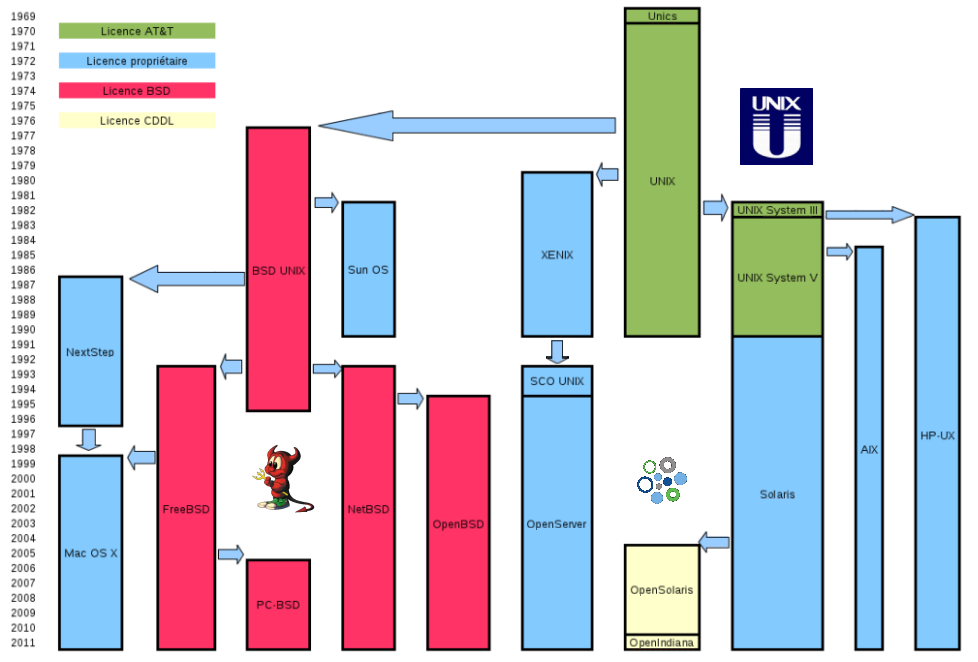 1969
1970
1971
1972
1973
1974
1975
1976
1977
1978
1979
1980
1981
1982
1983
1984
1985
1986
1987
1988
1989
1990
1991
1992
1993
1994
1995
1996
1997
1998
1999
2000
2001
2002
2003
2004
2005
2006
2007
2008
2009
2010
2011
Licence AT&T
Licence propriétaire
Licence BSD
Licence CDDL
Unics
UNIX
UNIX
UNIX System III
UNIX System V
XENIX
BSD UNIX
Sun OS
NextStep
SCO UNIX
HP-UX
AIX
Solaris
FreeBSD
NetBSD
OpenBSD
OpenServer
Mac OS X
PC-BSD
OpenSolaris
OpenIndiana